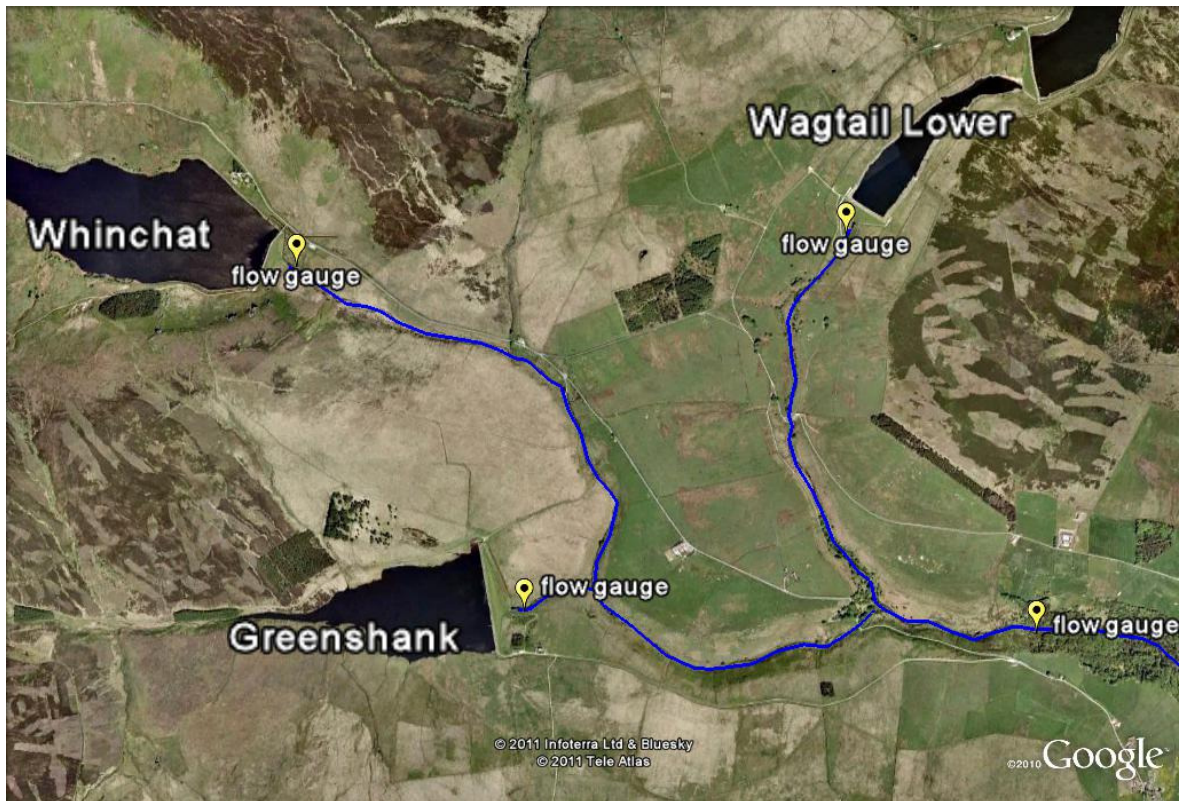 Wagtail Lower
flow gauge
Whinchat
flow gauge
flow gauge
Greenshank
flow gauge
© 2011 Infoterra Ltd & Bluesky
© 2011 Tele Atlas
©2010 Google